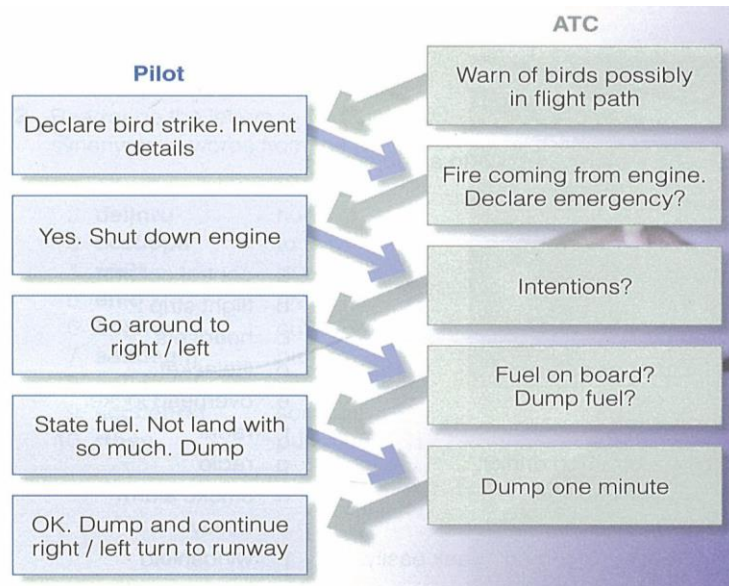 ATC
Pilot
Warn of birds possibly
in flight path
Declare bird strike. Invent
details
Fire coming from engine.
Declare emergency?
Yes. Shut down engine
Intentions?
Go around to
right / left
Fuel on board?
Dump fuel?
State fuel. Not land with
so much. Dump
Dump one minute
OK. Dump and continue
right / left turn to runway